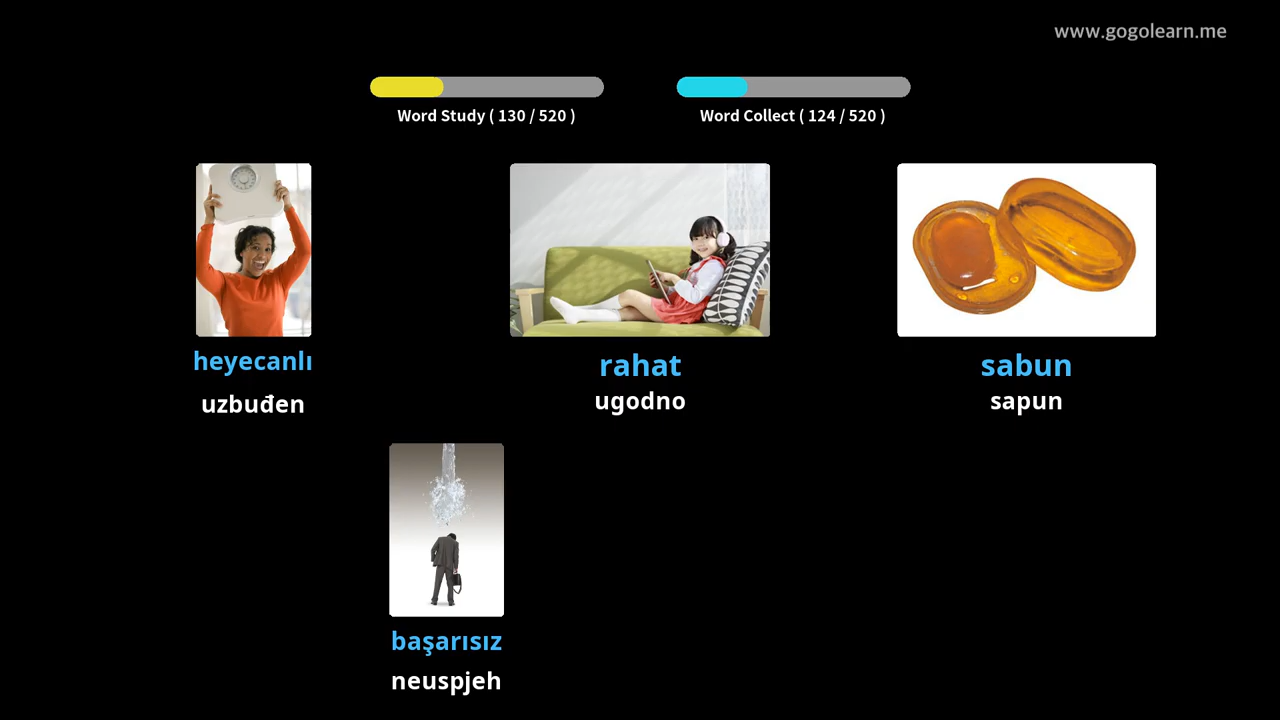 www.gogolearn.me
Word Study ( 130 / 520 )
Word Collect ( 124 / 520 )
heyecanlı
uzbuđen
rahat
ugodno
sabun
sapun
başarısız
neuspjeh